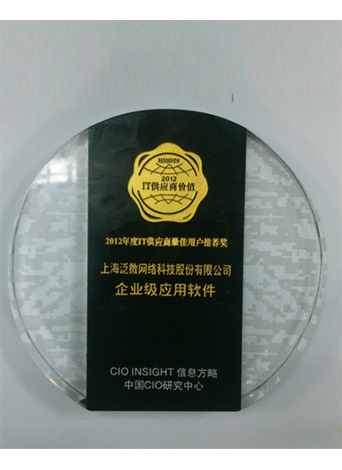 RESEARCH
2012
IT供应商价值
2012年度IT供应商最佳用户推荐奖
上海泛微网络科技股份有限公司
企业级应用软件
CIO INSIGHT 信息方略
中国CIO研究中心